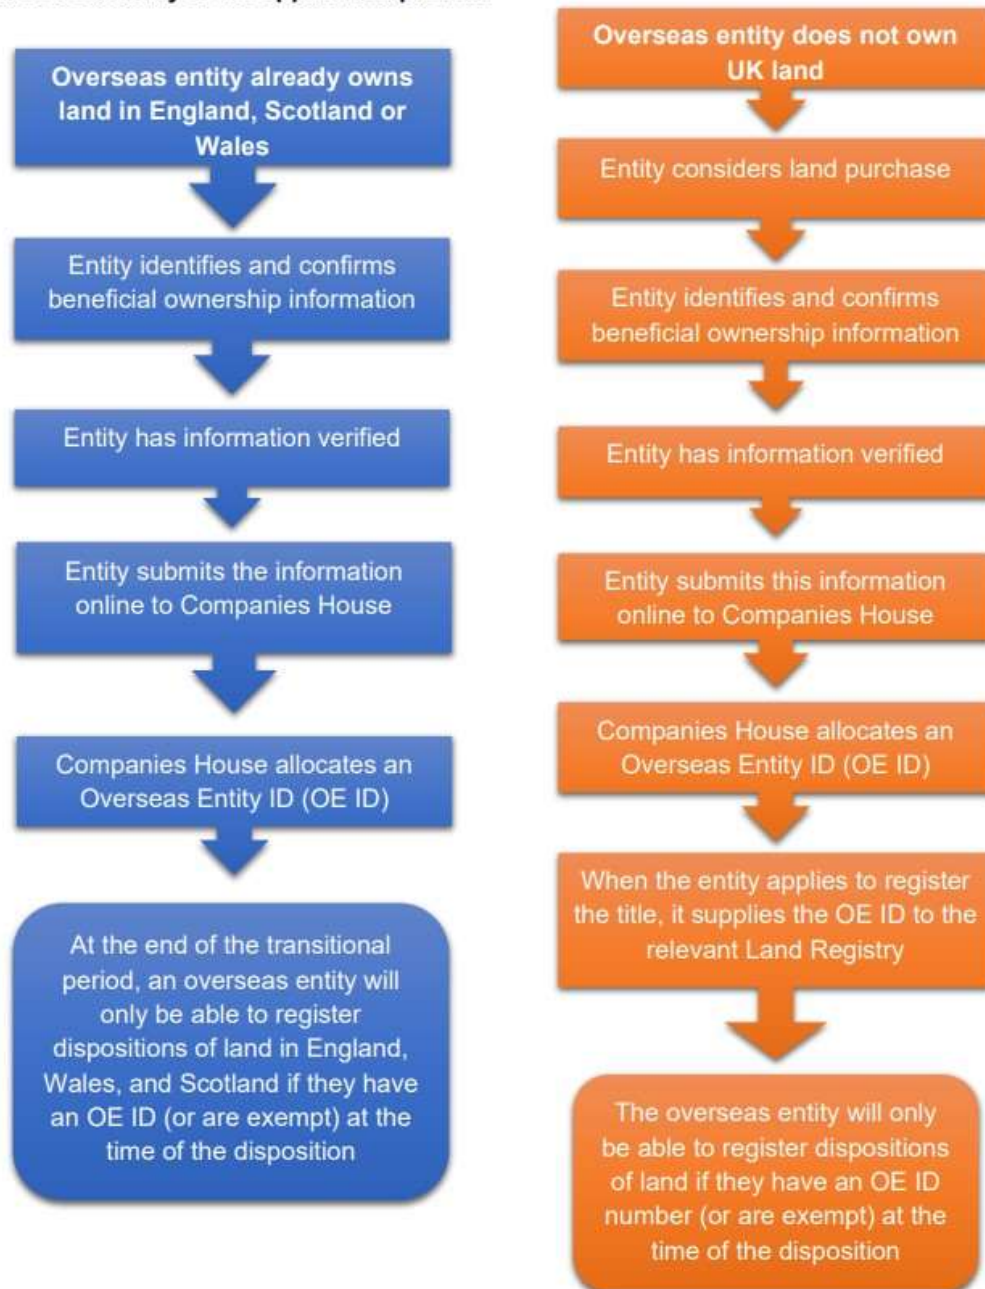 Overseas entity already owns
land in England, Scotland or
Wales
Entity identifies and confirms
beneficial ownership information
Entity has information verified
Entity submits the information
online to Companies House
Companies House allocates an
Overseas Entity ID (OE ID)
At the end of the transitional
period, an overseas entity will
only be able to register
dispositions of land in England,
Wales, and Scotland if they have
an OE ID (or are exempt) at the
time of the disposition
Overseas entity does not own
UK land
Entity considers land purchase
Entity identifies and confirms
beneficial ownership information
Entity has information verified
Entity submits this information
online to Companies House
Companies House allocates an
Overseas Entity ID (OE ID)
When the entity applies to register
the title, it supplies the OE ID to the
relevant Land Registry
The overseas entity will only
be able to register dispositions
of land if they have an OE ID
number (or are exempt) at the
time of the disposition